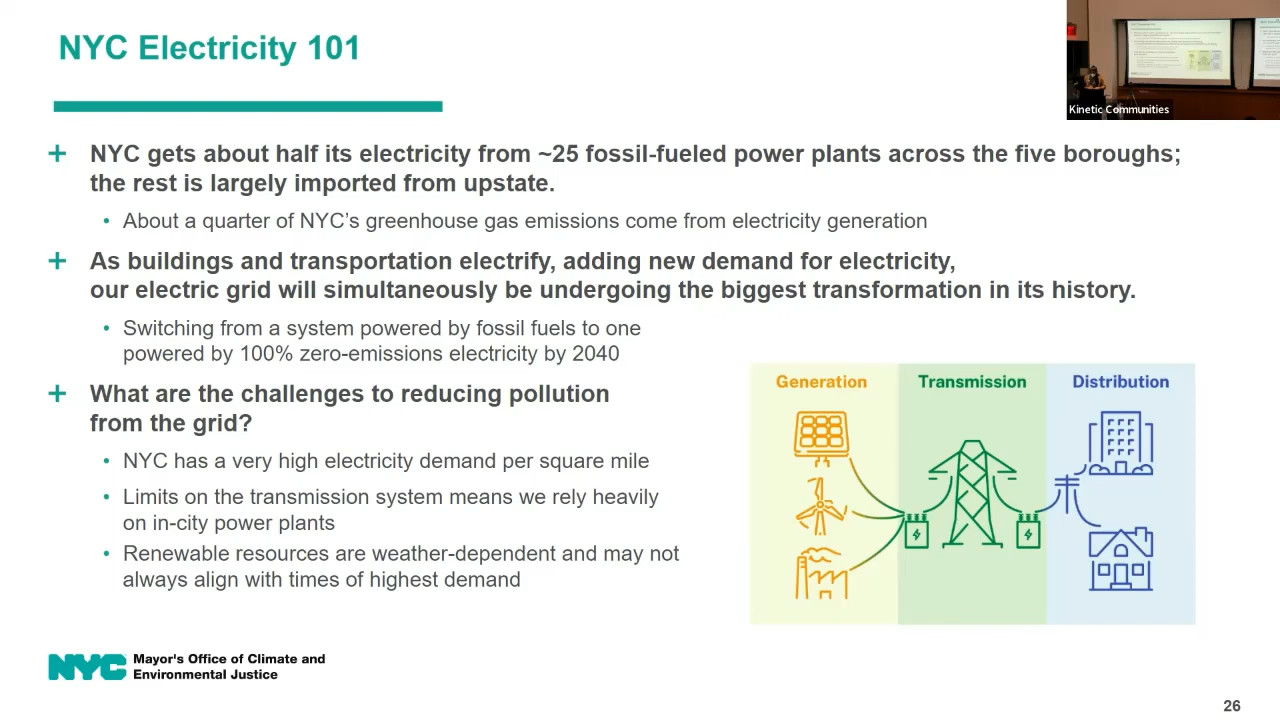 NYC Electricity 101
Kinetic Communities
+ NYC gets about half its electricity from ~25 fossil-fueled power plants across the five boroughs;
the rest is largely imported from upstate.
• About a quarter of NYC’s greenhouse gas emissions come from electricity generation
+ As buildings and transportation electrify, adding new demand for electricity,
our electric grid will simultaneously be undergoing the biggest transformation in its history.
• Switching from a system powered by fossil fuels to one
powered by 100% zero-emissions electricity by 2040
+ What are the challenges to reducing pollution
from the grid?
• NYC has a very high electricity demand per square mile
• Limits on the transmission system means we rely heavily
on in-city power plants
• Renewable resources are weather-dependent and may not
always align with times of highest demand
Generation
Transmission
Distribution
NYC
Mayor's Office of Climate and
Environmental Justice
26